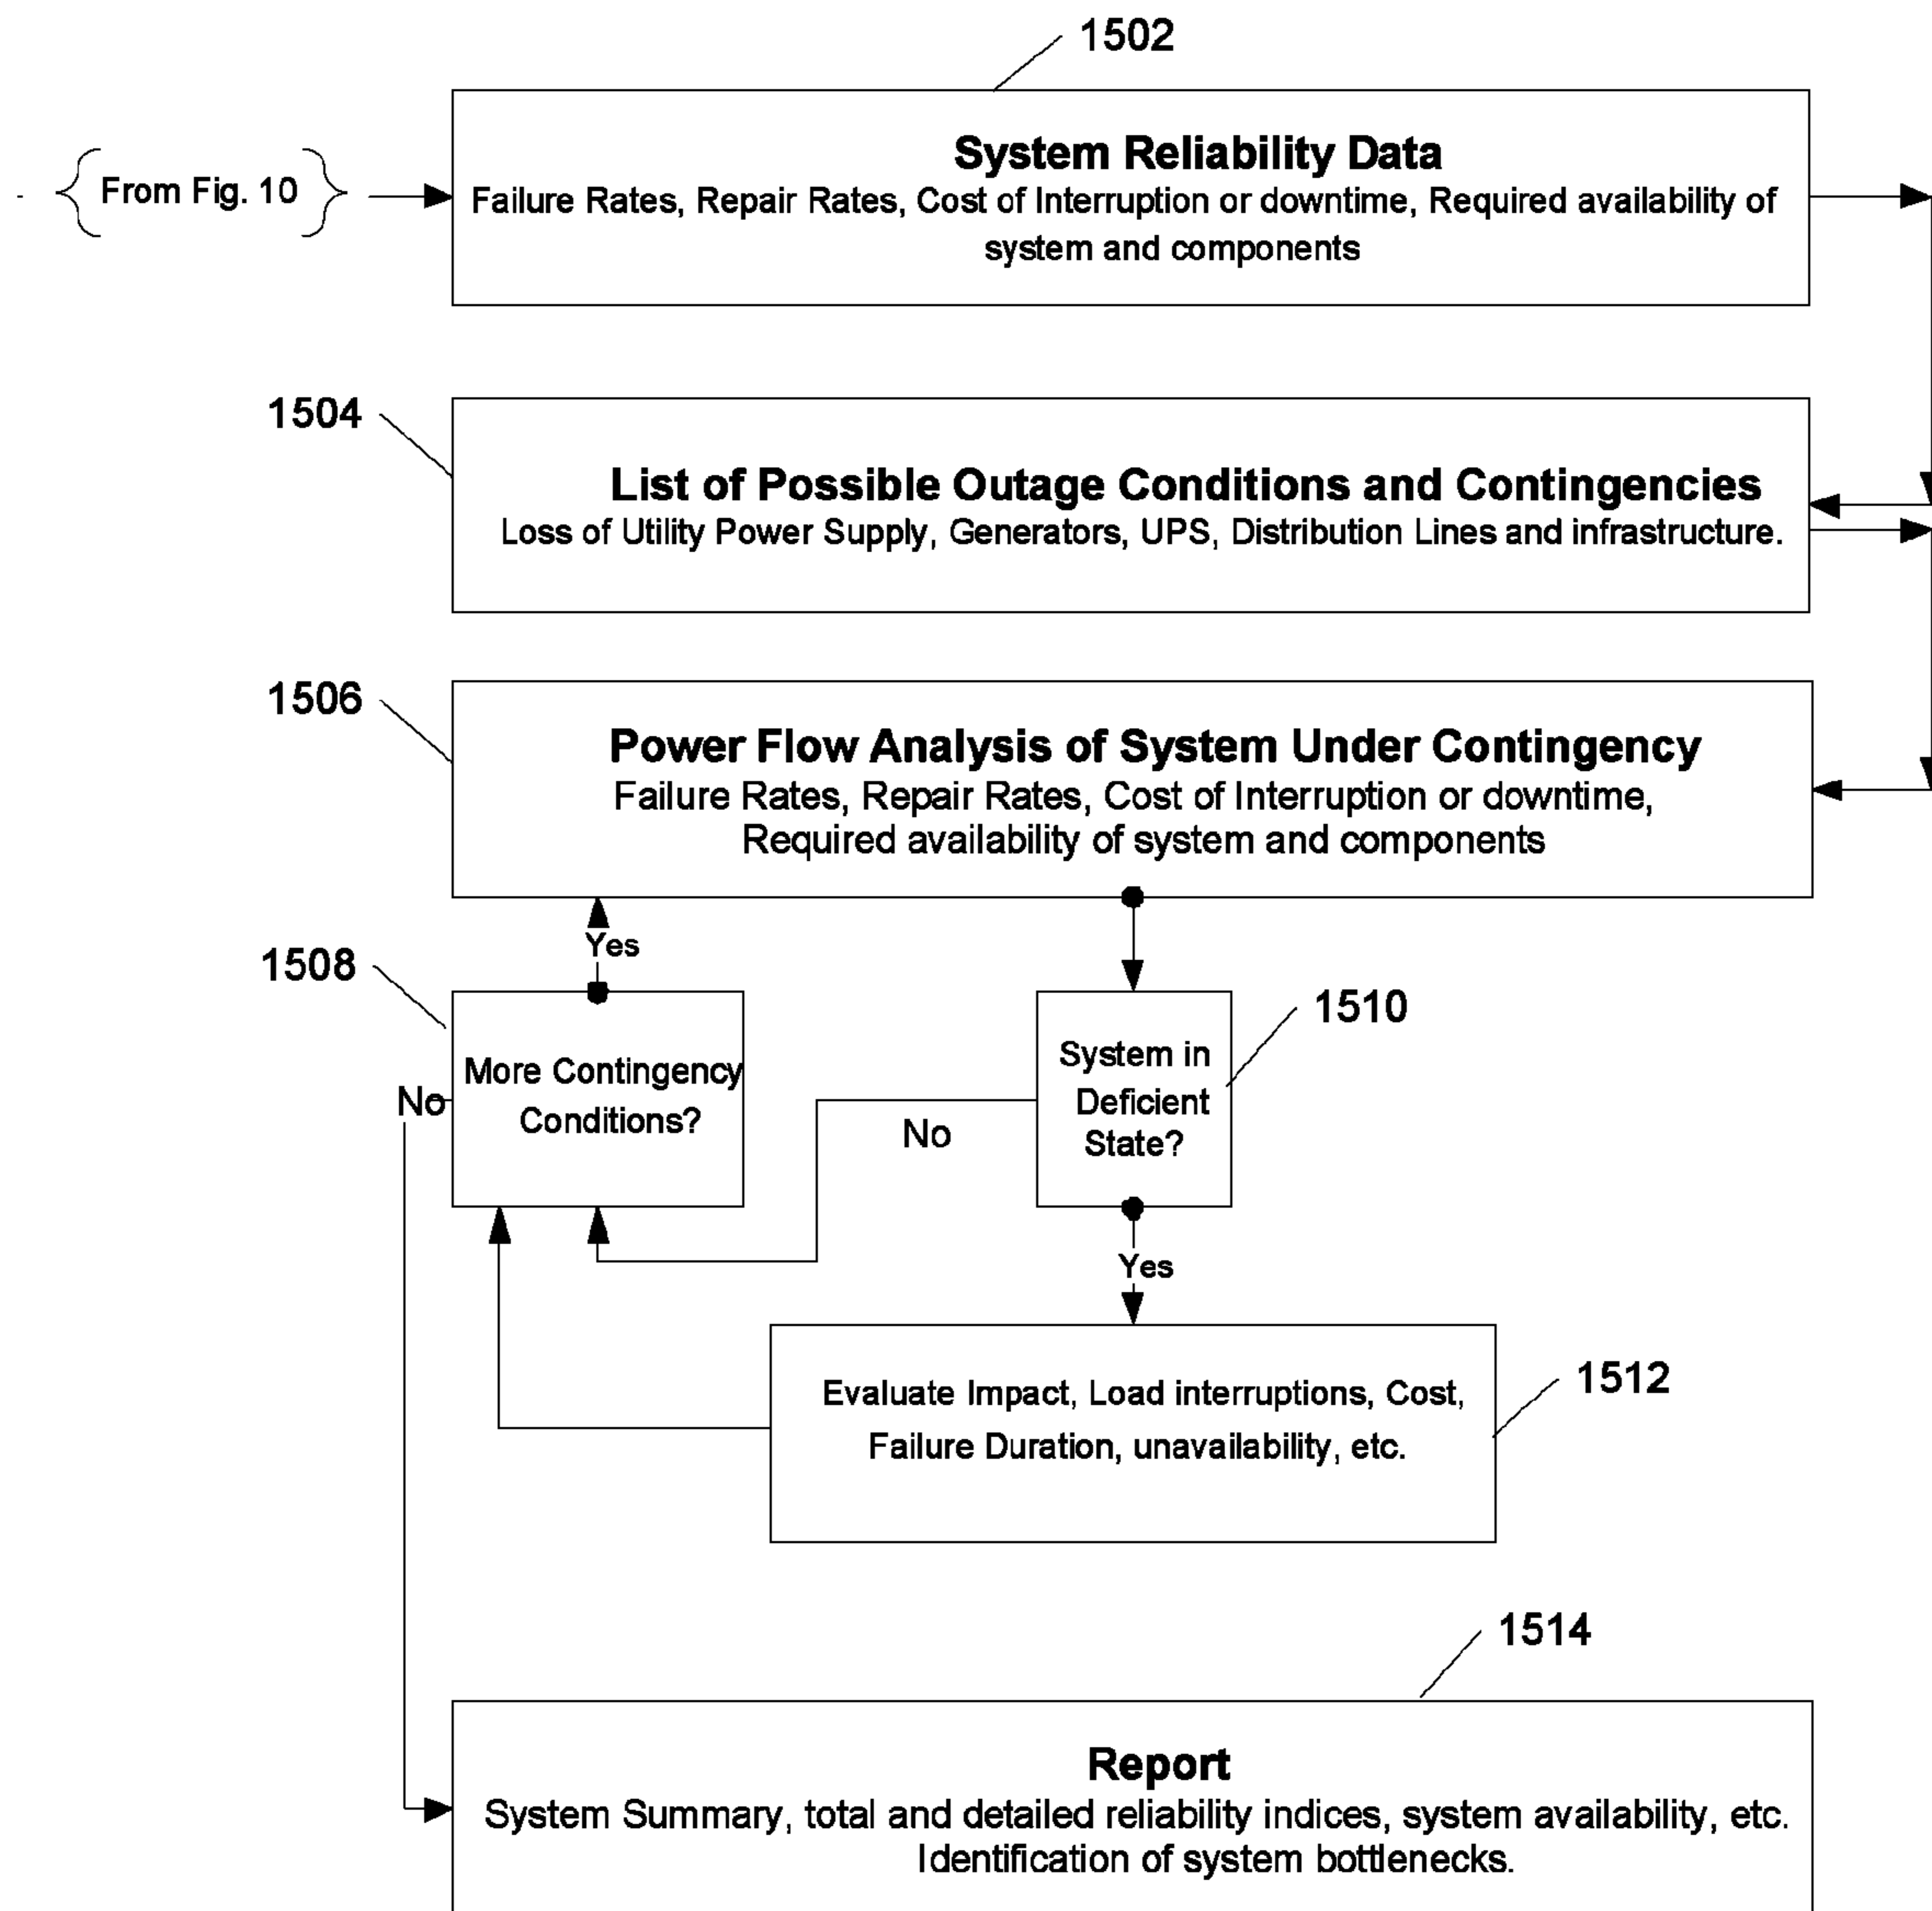 1502
System Reliability Data
From Fig. 10
Failure Rates, Repair Rates, Cost of Interruption or downtime, Required availability of
system and components
1504
List of Possible Outage Conditions and Contingencies
Loss of Utility Power Supply, Generators, UPS, Distribution Lines and infrastructure.
1506
Power Flow Analysis of System Under Contingency
Failure Rates, Repair Rates, Cost of Interruption or downtime,
Required availability of system and components
Yes
1508
1510
More Contingency
Conditions?
No
System in
Deficient
State?
No
Yes
1512
Evaluate Impact, Load interruptions, Cost,
Failure Duration, unavailability, etc.
1514
Report
System Summary, total and detailed reliability indices, system availability, etc.
Identification of system bottlenecks.